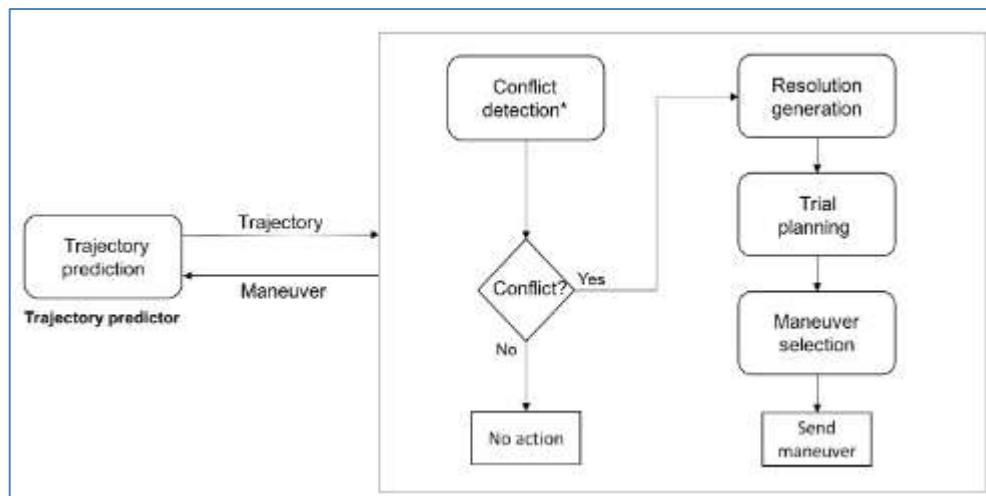 Trajectory
prediction
Trajectory predictor
Trajectory
Maneuver
Conflict
detection*
Conflict?
Yes
No
No action
Resolution
generation
Trial
planning
Maneuver
selection
Send
maneuver